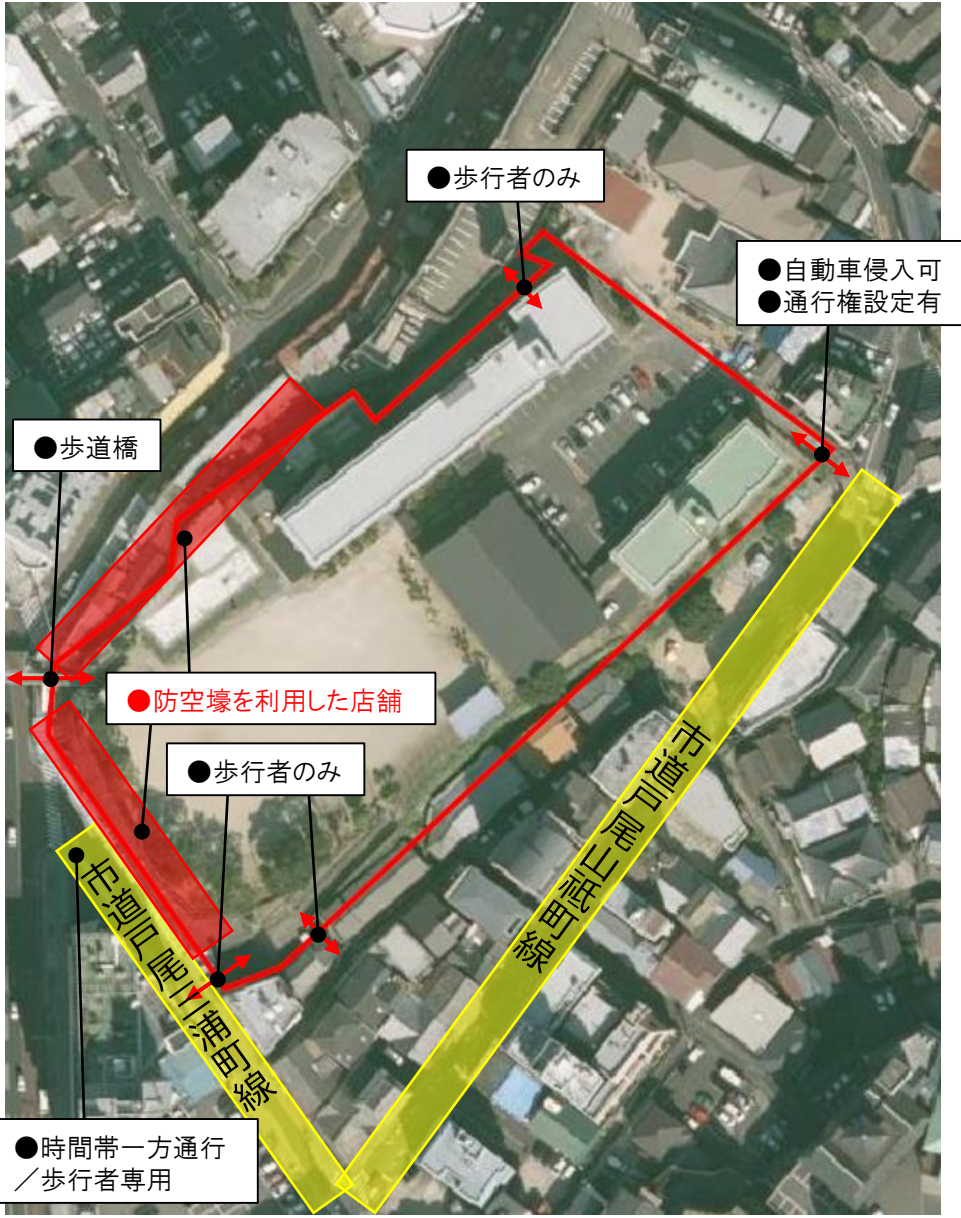 ●歩行者のみ
●自動車侵入可
●通行権設定有
●歩道橋
●防空壕を利用した店舗
●歩行者のみ
市道戸尾山祗町線
市道戸尾三浦町線
●時間帯一方通行
／歩行者専用